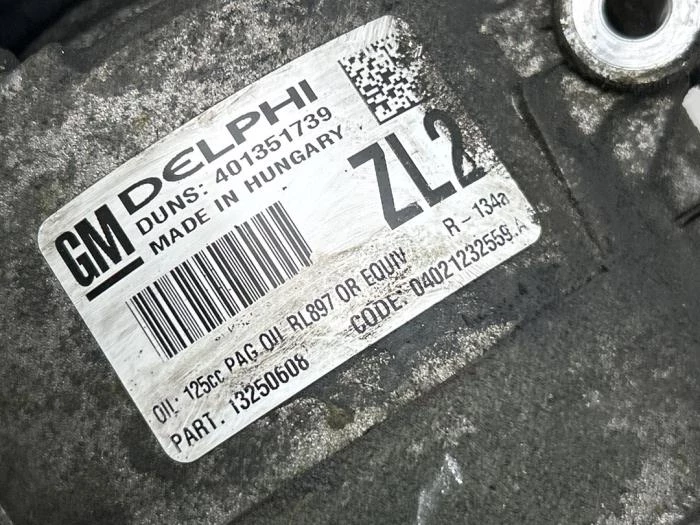 GM DELPHI
DUNS: 401351739
MADE IN HUNGARY
ZL2
R-134a
OIL: 125cc PAG OIL RL897 OR EQUIV
CODE: 04021232559.A
PART. 13250608